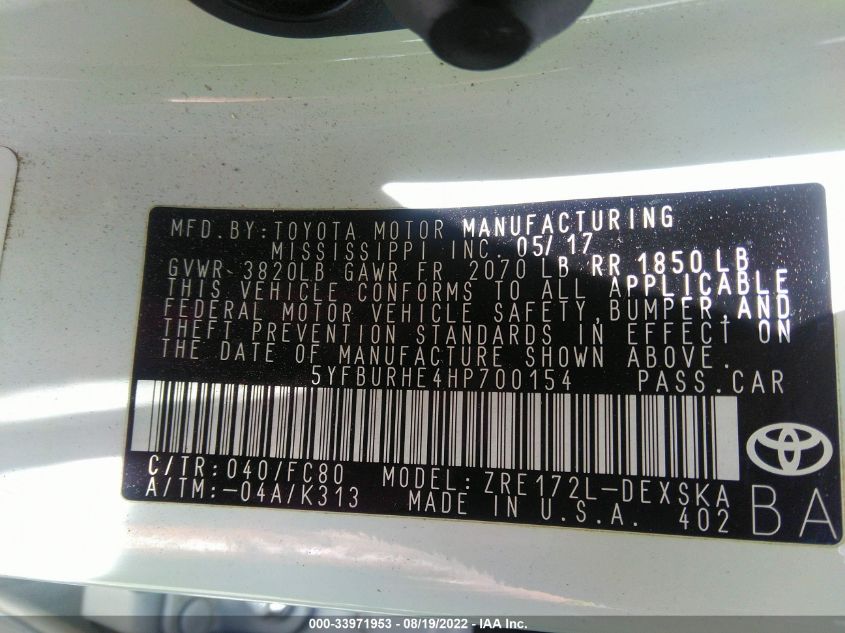 MFD.BY:TOYOTA MOTOR MANUFACTURING
MISSISSIPPI INC. 05/17
GVWR 3820LB GAWR FR 2070 LB RR 1850 LB
THIS VEHICLE CONFORMS TO ALL APPLICABLE
FEDERAL MOTOR VEHICLE SAFETY,BUMPER,AND
THEFT PREVENTION STANDARDS IN EFFECT ON
THE DATE OF MANUFACTURE SHOWN ABOVE.
5YFBURHE4HP700154 PASS.CAR
C/TR:040/FC80 MODEL:ZRE172L-DEXSKA
A/TM:-04A/K313 MADE IN U.S.A. 402
BA
000-33971953 - 08/19/2022 - IAA Inc.